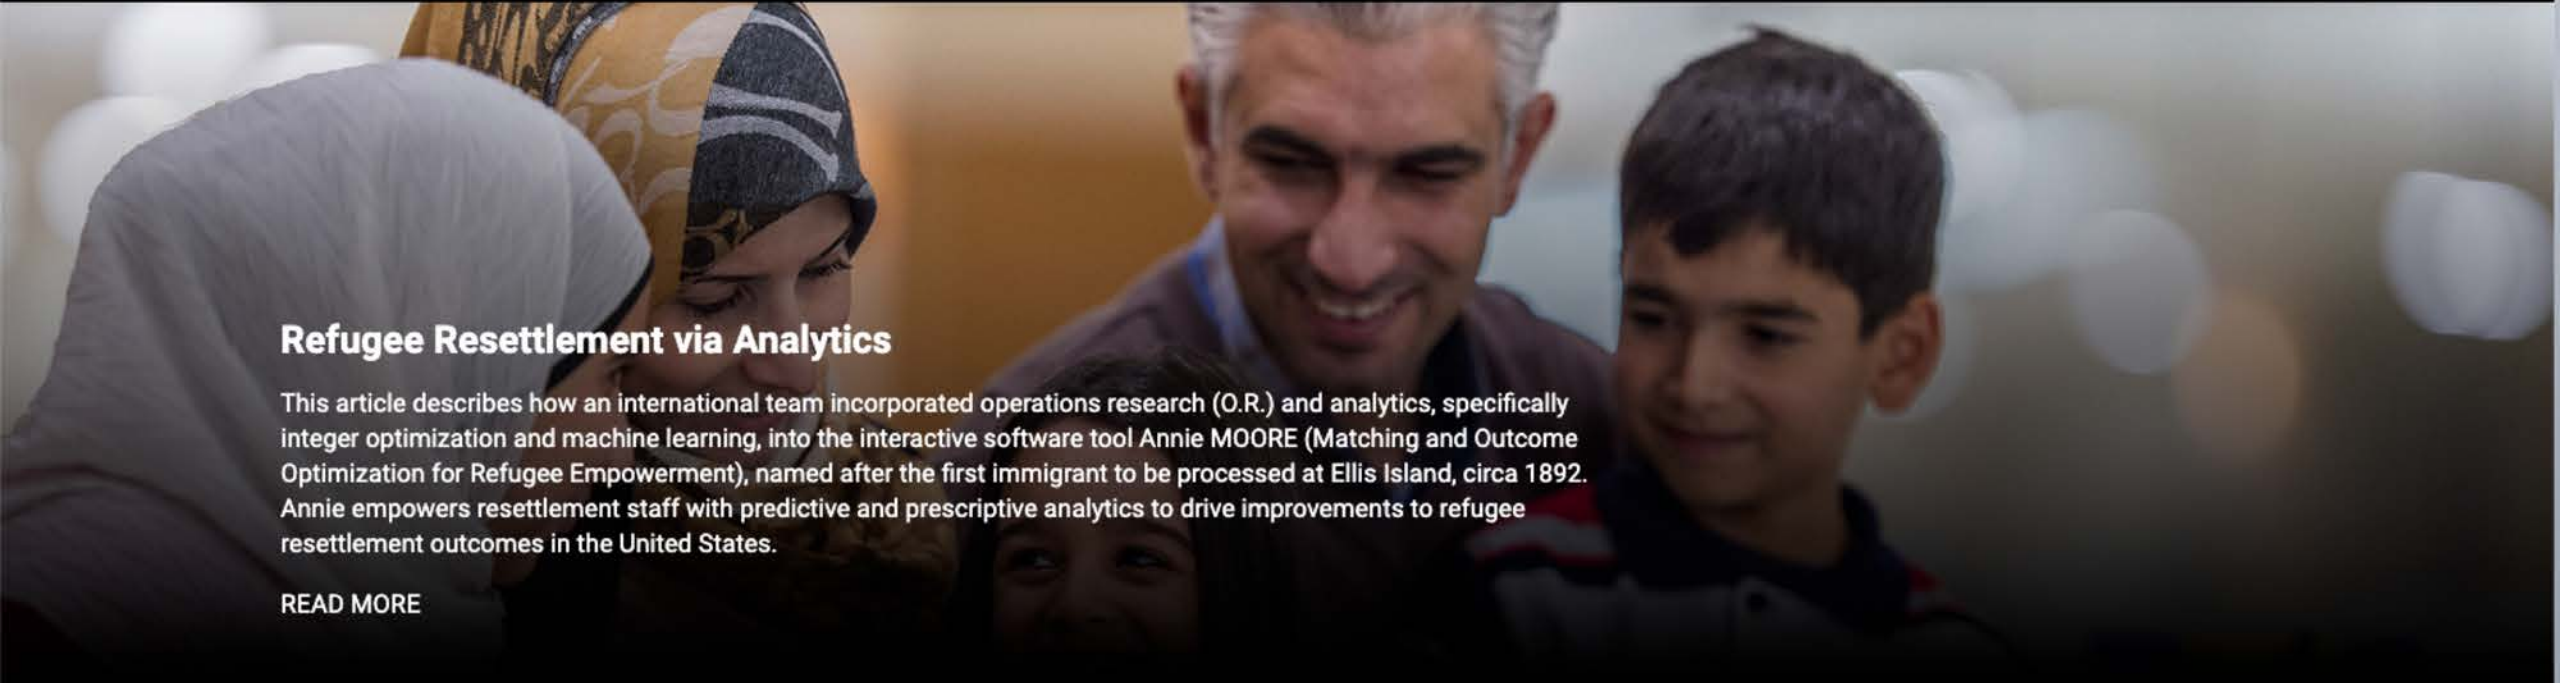 Refugee Resettlement via Analytics
This article describes how an international team incorporated operations research (O.R.) and analytics, specifically
integer optimization and machine learning, into the interactive software tool Annie MOORE (Matching and Outcome
Optimization for Refugee Empowerment), named after the first immigrant to be processed at Ellis Island, circa 1892.
Annie empowers resettlement staff with predictive and prescriptive analytics to drive improvements to refugee
resettlement outcomes in the United States.
READ MORE